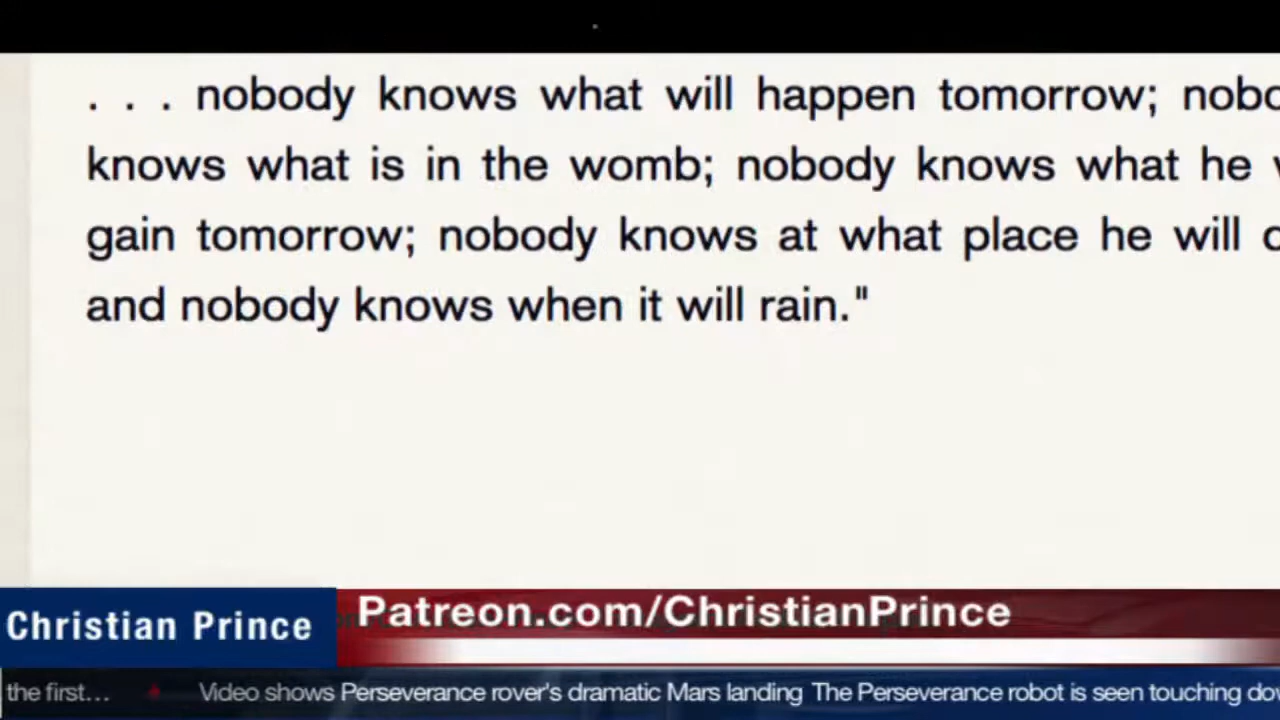 . . . nobody knows what will happen tomorrow;
knows what is in the womb; nobody knows what he
gain tomorrow; nobody knows at what place he will
and nobody knows when it will rain."
Christian Prince
Patreon.com/ChristianPrince
the first... Video shows Perseverance rover's dramatic Mars landing The Perseverance robot is seen touching